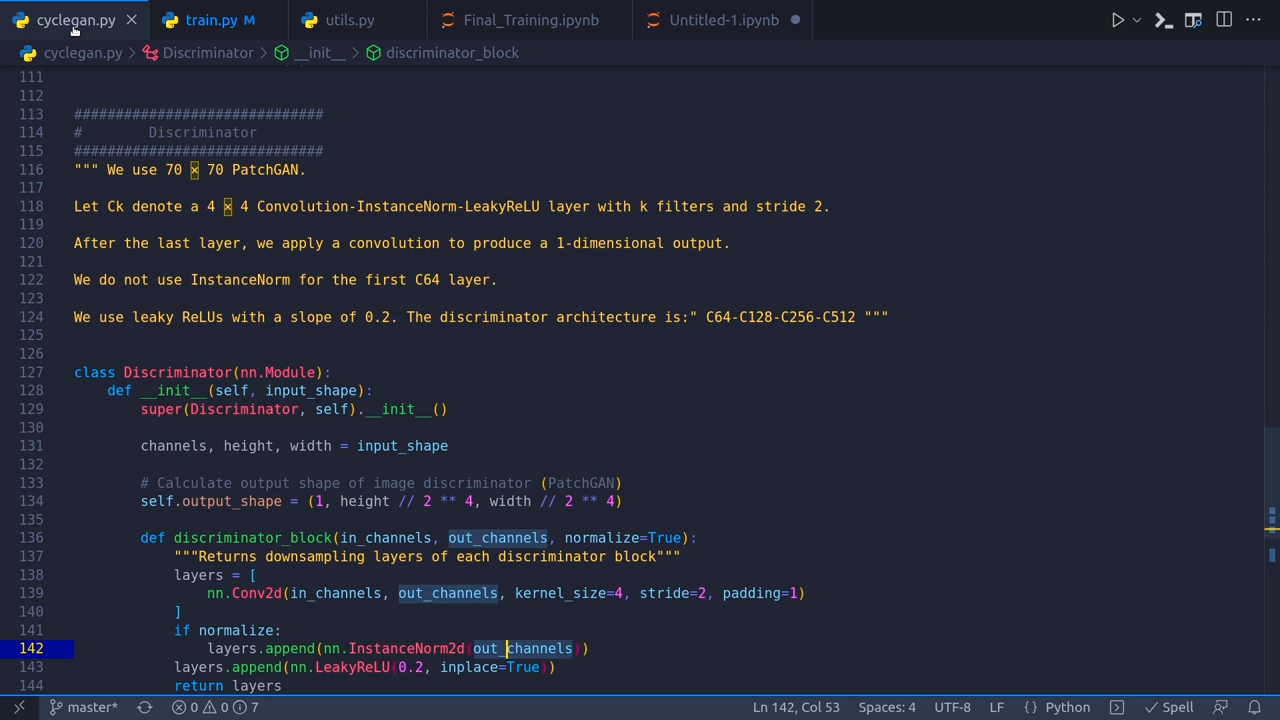 cyclegan.py train.py M utils.py Final_Training.ipynb Untitled-1.ipynb
cyclegan.py > Discriminator > __init__ > discriminator_block
111
112
113 ##############################
114 #        Discriminator
115 ##############################
116 """ We use 70 × 70 PatchGAN.
117
118 Let Ck denote a 4 × 4 Convolution-InstanceNorm-LeakyReLU layer with k filters and stride 2.
119
120 After the last layer, we apply a convolution to produce a 1-dimensional output.
121
122 We do not use InstanceNorm for the first C64 layer.
123
124 We use leaky ReLUs with a slope of 0.2. The discriminator architecture is:" C64-C128-C256-C512 """
125
126
127 class Discriminator(nn.Module):
128     def __init__(self, input_shape):
129         super(Discriminator, self).__init__()
130
131         channels, height, width = input_shape
132
133         # Calculate output shape of image discriminator (PatchGAN)
134         self.output_shape = (1, height // 2 ** 4, width // 2 ** 4)
135
136         def discriminator_block(in_channels, out_channels, normalize=True):
137             """Returns downsampling layers of each discriminator block"""
138             layers = [
139                 nn.Conv2d(in_channels, out_channels, kernel_size=4, stride=2, padding=1)
140             ]
141             if normalize:
142                 layers.append(nn.InstanceNorm2d(out_channels))
143             layers.append(nn.LeakyReLU(0.2, inplace=True))
144             return layers
master* 0 0 7 Ln 142, Col 53 Spaces: 4 UTF-8 LF {} Python Spell